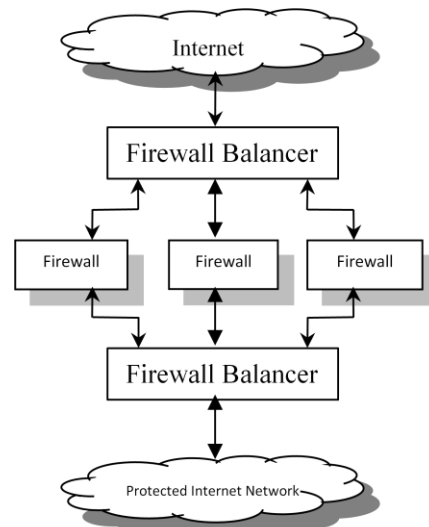 Internet
Firewall Balancer
Firewall
Firewall
Firewall
Firewall Balancer
Protected Internet Network